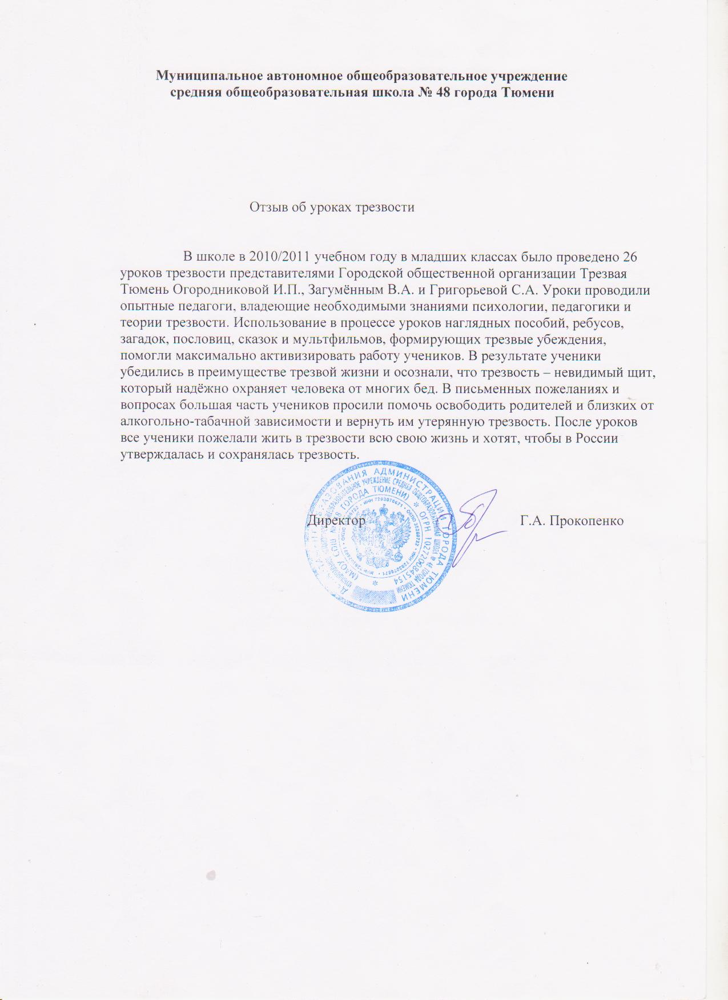 Муниципальное автономное общеобразовательное учреждение
средняя общеобразовательная школа № 48 города Тюмени
Отзыв об уроках трезвости
В школе в 2010/2011 учебном году в младших классах было проведено 26
уроков трезвости представителями Городской общественной организации Трезвая
Тюмень Огородниковой И.П., Загумённым В.А. и Григорьевой С.А. Уроки проводили
опытные педагоги, владеющие необходимыми знаниями психологии, педагогики и
теории трезвости. Использование в процессе уроков наглядных пособий, ребусов,
загадок, пословиц, сказок и мультфильмов, формирующих трезвые убеждения,
помогли максимально активизировать работу учеников. В результате ученики
убедились в преимуществе трезвой жизни и осознали, что трезвость – невидимый щит,
который надёжно охраняет человека от многих бед. В письменных пожеланиях и
вопросах большая часть учеников просили помочь освободить родителей и близких от
алкогольно-табачной зависимости и вернуть им утерянную трезвость. После уроков
все ученики пожелали жить в трезвости всю свою жизнь и хотят, чтобы в России
утверждалась и сохранялась трезвость.
Директор Г.А. Прокопенко
АДМИНИСТРАЦИИ ГОРОДА ТЮМЕНИ
ГОРОДА ТЮМЕНИ) * ОГРН 1027200845154